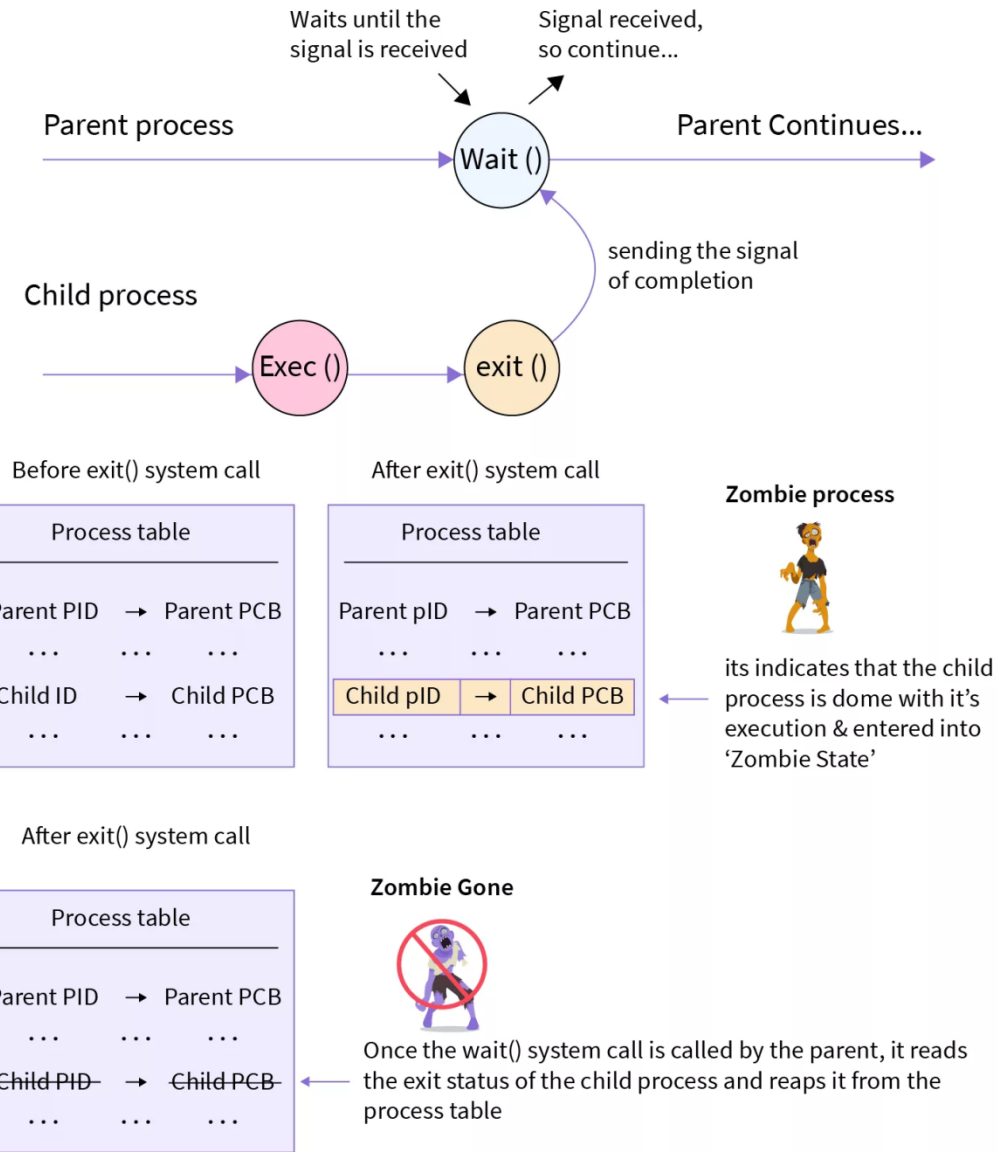 Waits until the
signal is received
Signal received,
so continue...
Parent process
Wait ()
Parent Continues...
sending the signal
of completion
Child process
Exec ()
exit ()
Before exit() system call
Process table
Parent PID → Parent PCB
... ... ...
Child ID → Child PCB
... ... ...
After exit() system call
Process table
Parent pID → Parent PCB
... ... ...
Child pID → Child PCB
... ... ...
Zombie process
its indicates that the child
process is dome with it's
execution & entered into
‘Zombie State’
After exit() system call
Process table
Parent PID → Parent PCB
... ... ...
Child PID → Child PCB
... ... ...
Zombie Gone
Once the wait() system call is called by the parent, it reads
the exit status of the child process and reaps it from the
process table